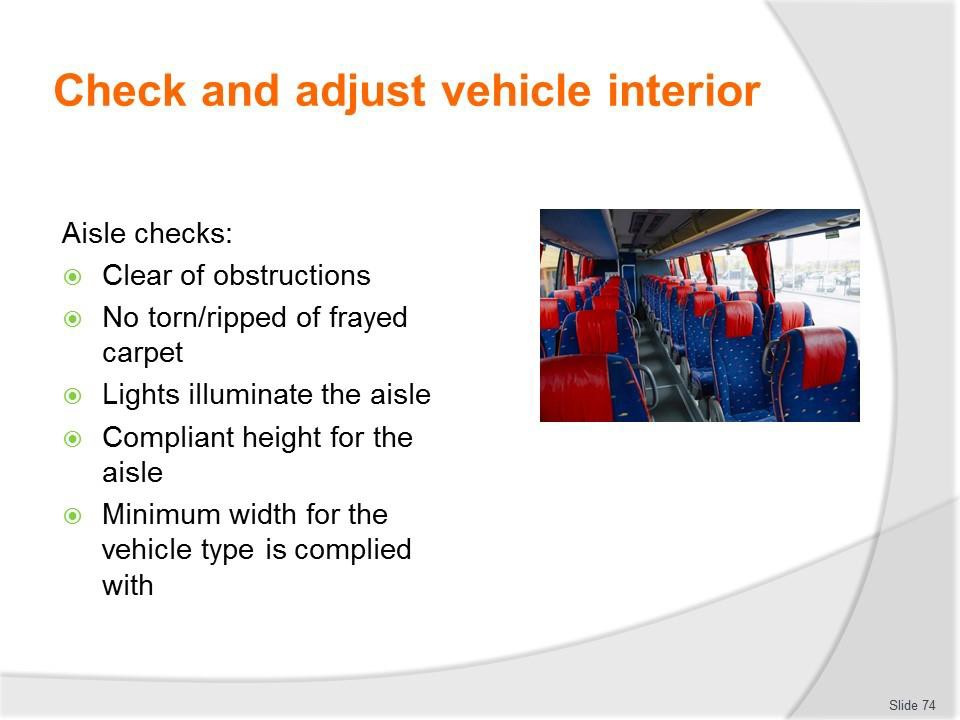 Check and adjust vehicle interior
Aisle checks:
Clear of obstructions
No torn/ripped of frayed
carpet
Lights illuminate the aisle
Compliant height for the
aisle
Minimum width for the
vehicle type is complied
with
Slide 74